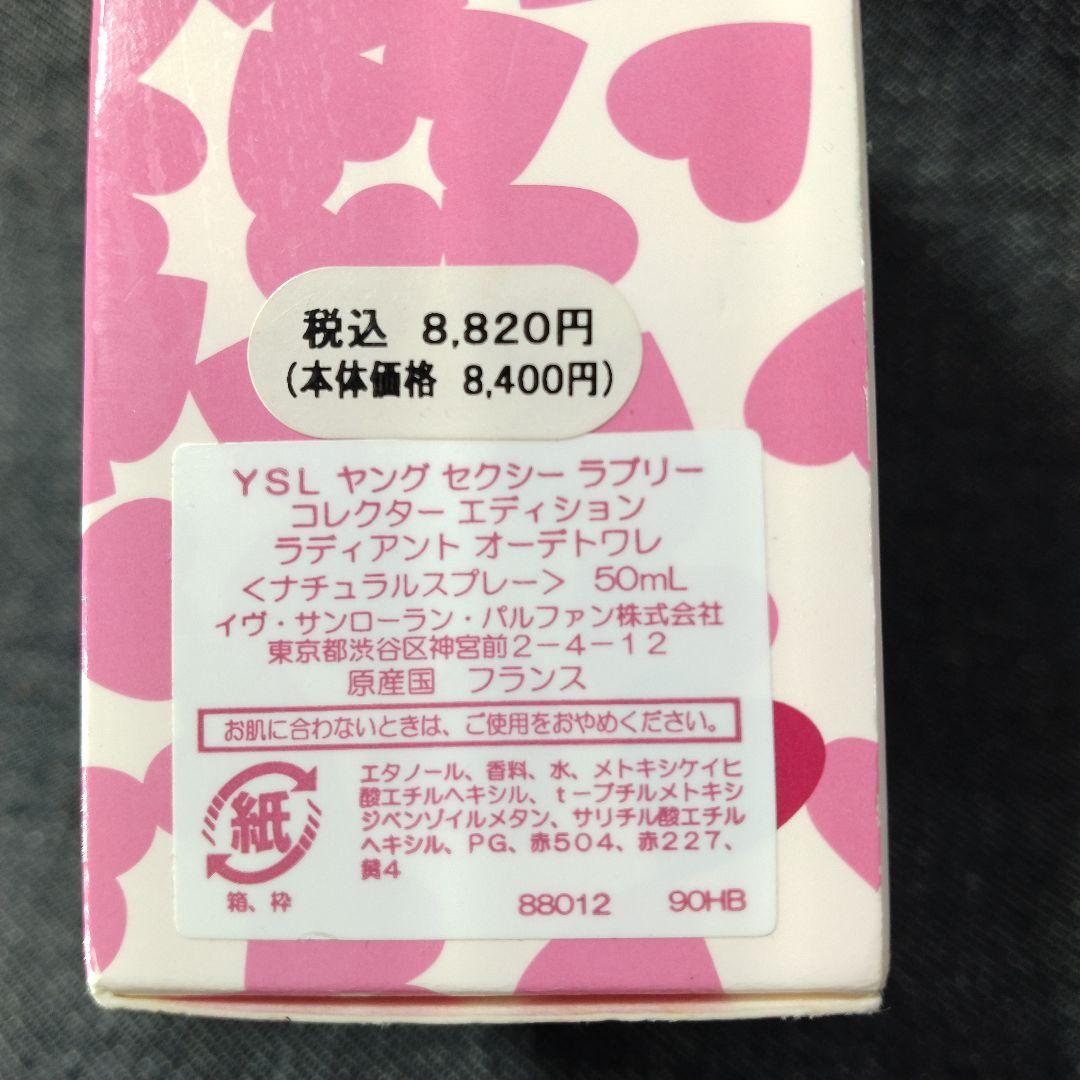 税込 8,820円
(本体価格 8,400円)
YSL ヤング セクシー ラブリー
コレクター エディション
ラディアント オーデトワレ
<ナチュラルスプレー> 50mL
イヴ・サンローラン・パルファン株式会社
東京都渋谷区神宮前2-4-12
原産国 フランス
お肌に合わないときは、ご使用をおやめください。
エタノール、香料、水、メトキシケイヒ
酸エチルヘキシル、t-ブチルメトキシ
ジベンゾイルメタン、サリチル酸エチル
ヘキシル、PG、赤504、赤227、
黄4
紙
箱、枠
88012 90HB